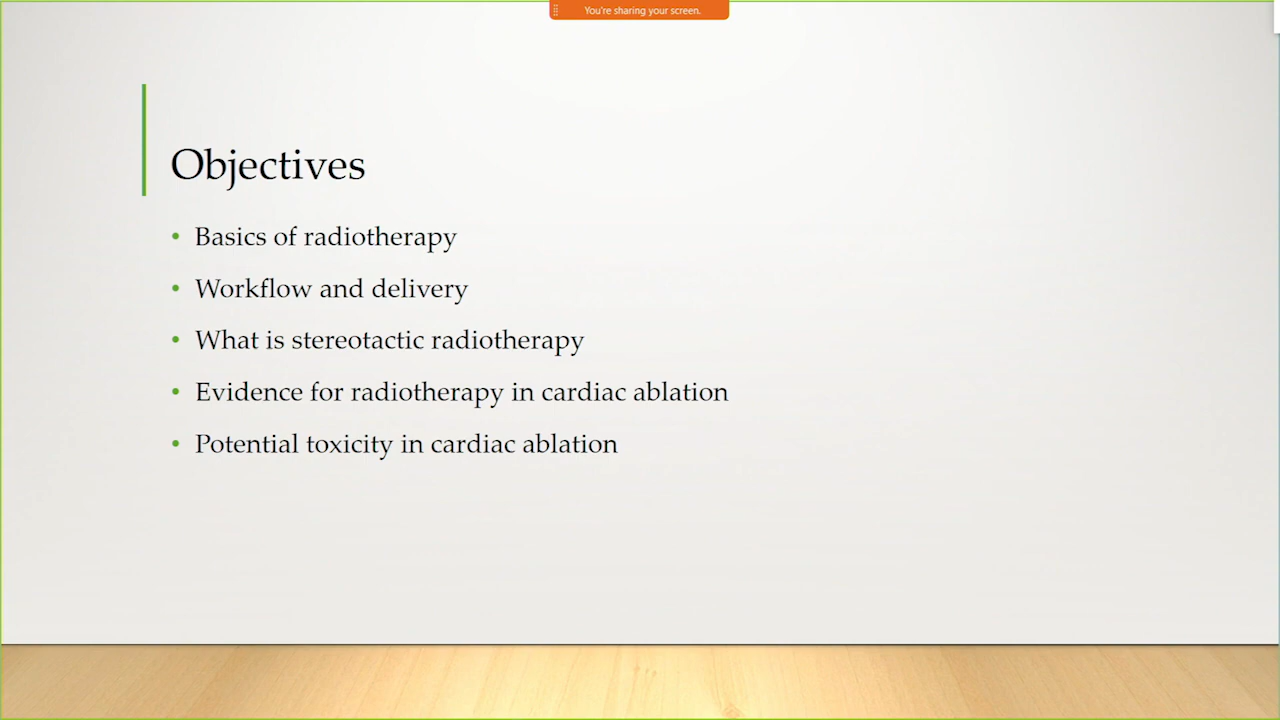 You're sharing your screen.
Objectives
• Basics of radiotherapy
• Workflow and delivery
• What is stereotactic radiotherapy
• Evidence for radiotherapy in cardiac ablation
• Potential toxicity in cardiac ablation